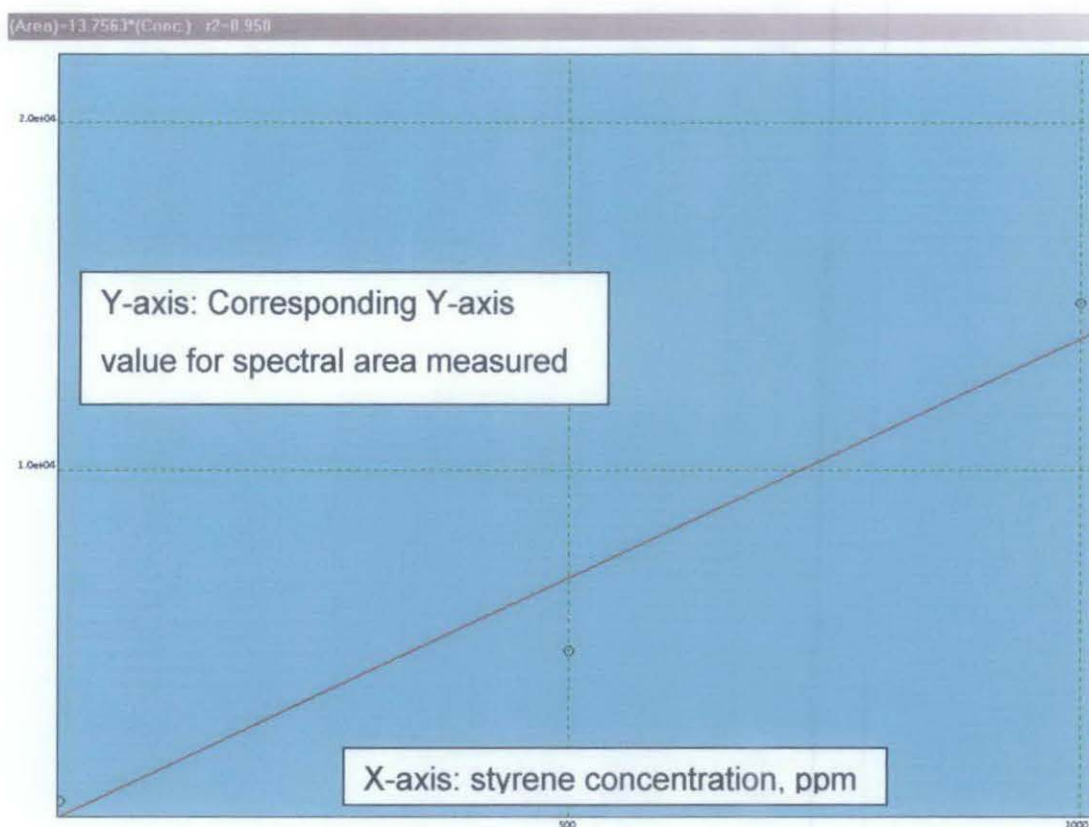 (Area)=13.7563*(Conc.) r2=0.950
2.0e+04
Y-axis: Corresponding Y-axis
value for spectral area measured
1.0e+04
X-axis: styrene concentration, ppm
500
1000